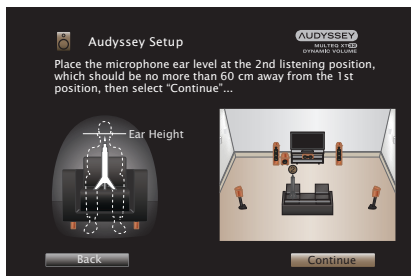 Audyssey Setup
AUDYSSEY
MULTEQ XT32
DYNAMIC VOLUME
Place the microphone ear level at the 2nd listening position,
which should be no more than 60 cm away from the 1st
position, then select “Continue”...
Ear Height
Back
Continue